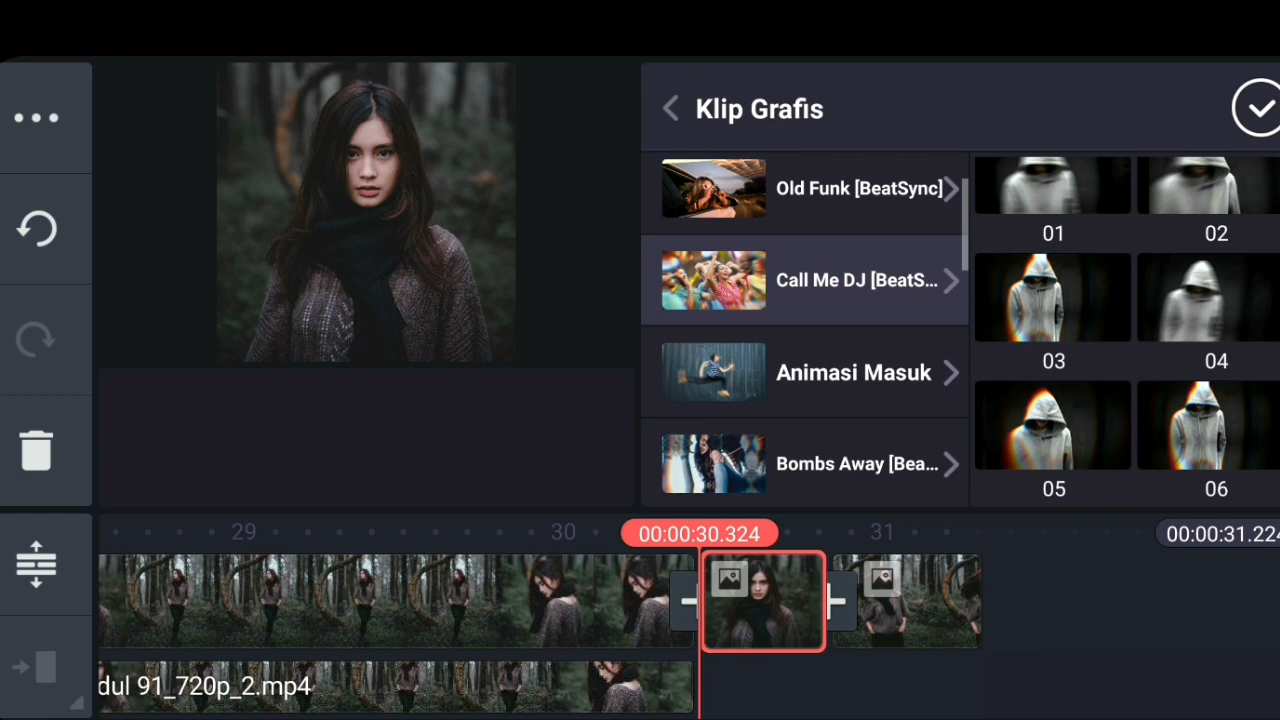 Klip Grafis
Old Funk [BeatSync]
Call Me DJ [BeatS...
Animasi Masuk
Bombs Away [Bea...
01
02
03
04
05
06
29
30
00:00:30.324
31
00:00:31.224
dul 91_720p_2.mp4